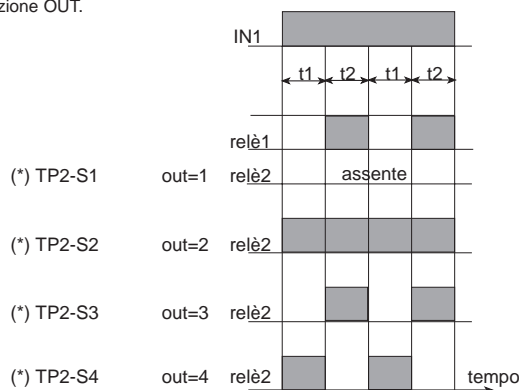 zione OUT.
IN1
t1 t2 t1 t2
relè1
(*) TP2-S1 out=1 relè2 assente
(*) TP2-S2 out=2 relè2
(*) TP2-S3 out=3 relè2
(*) TP2-S4 out=4 relè2 tempo